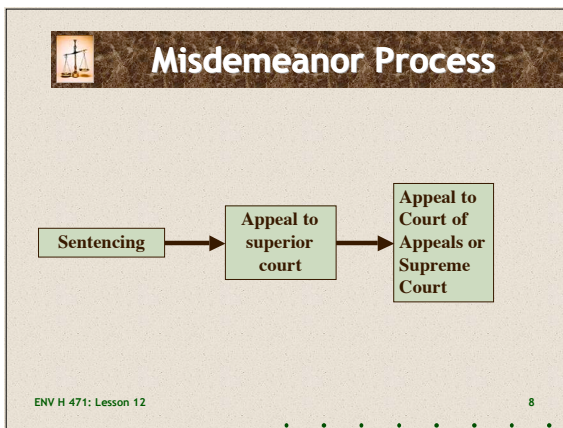 Misdemeanor Process
Sentencing
Appeal to
superior
court
Appeal to
Court of
Appeals or
Supreme
Court
ENV H 471: Lesson 12
8